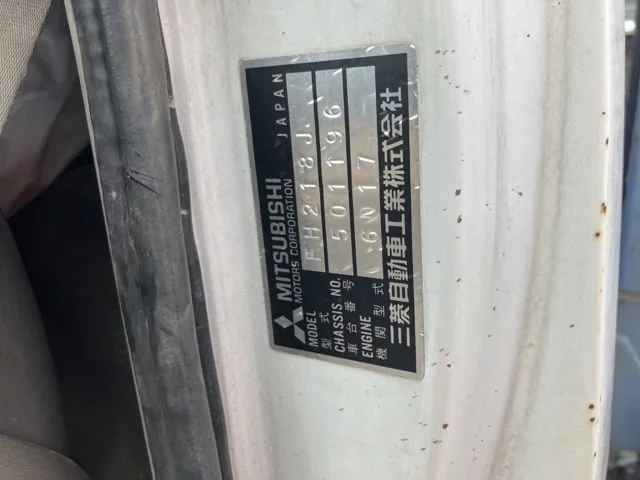 MITSUBISHI JAPAN
MOTORS CORPORATION
MODEL FH218J
型式
CHASSIS NO. 501196
車台番号
ENGINE 6N17
機関型式
三菱自動車工業株式会社